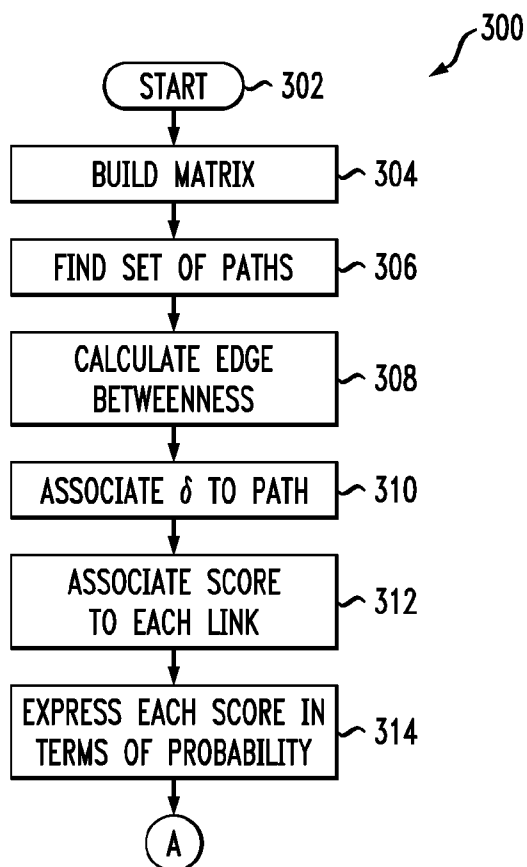 300
START
302
BUILD MATRIX
304
FIND SET OF PATHS
306
CALCULATE EDGE
BETWEENNESS
308
ASSOCIATE δ TO PATH
310
ASSOCIATE SCORE
TO EACH LINK
312
EXPRESS EACH SCORE IN
TERMS OF PROBABILITY
314
A